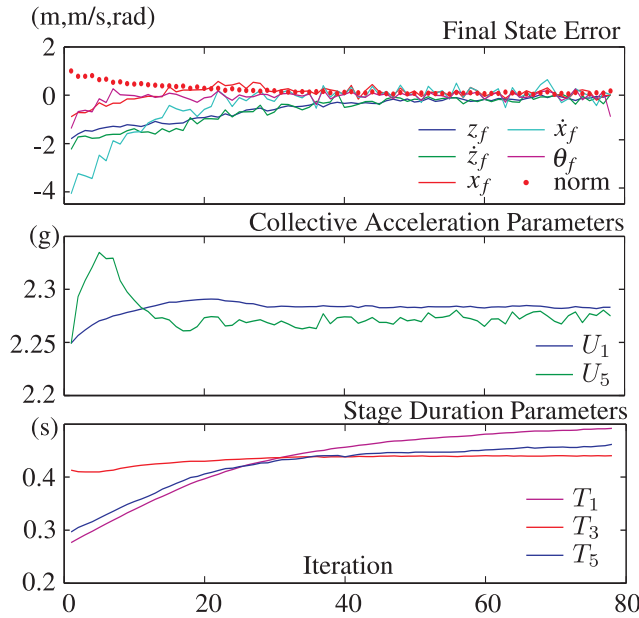 (m,m/s,rad)
Final State Error
2
0
-2
-4
z_f
ż_f
x_f
ẋ_f
θ_f
norm
Collective Acceleration Parameters
(g)
2.3
2.25
2.2
U_1
U_5
Stage Duration Parameters
(s)
0.4
0.3
0.2
T_1
T_3
T_5
Iteration
0 20 40 60 80